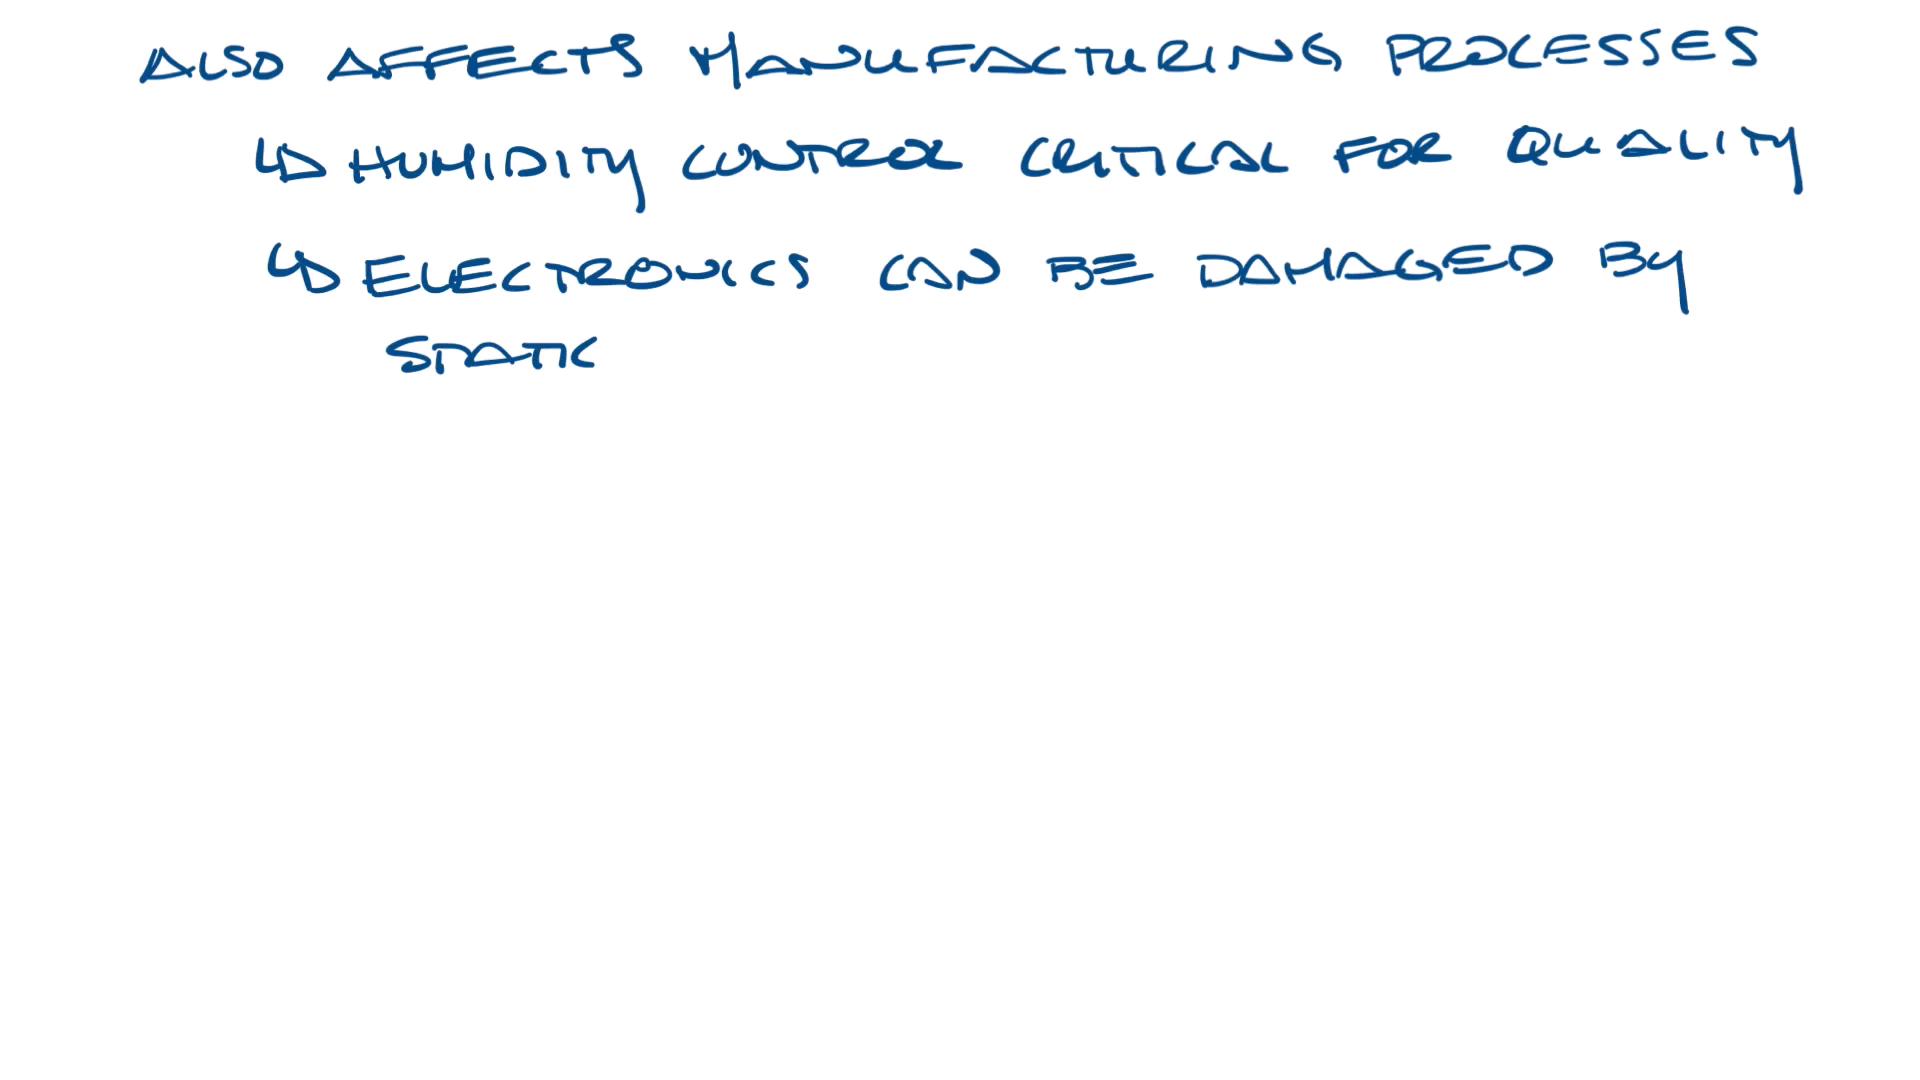 ALSO AFFECTS MANUFACTURING PROCESSES
↳ HUMIDITY CONTROL CRITICAL FOR QUALITY
↳ ELECTRONICS CAN BE DAMAGED BY
STATIC